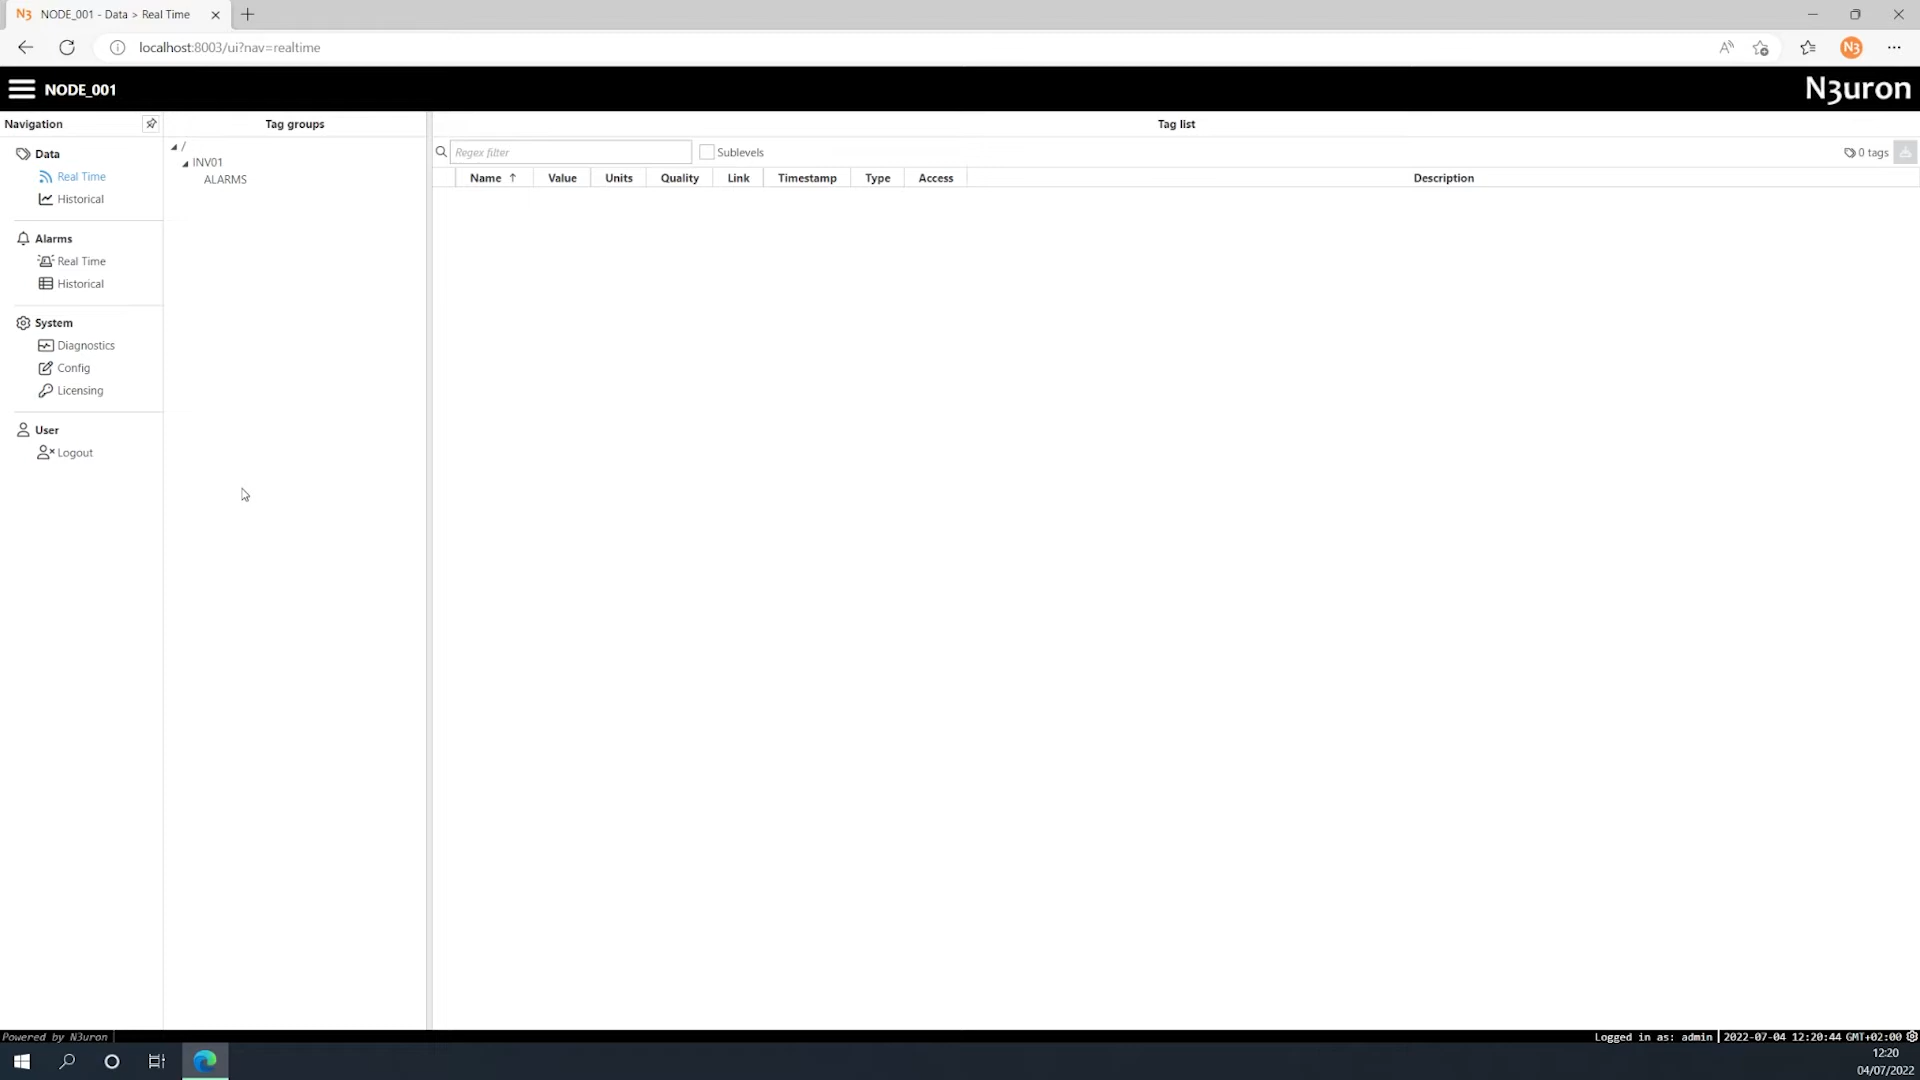 N3 NODE_001 - Data > Real Time
localhost:8003/ui?nav=realtime
N3
NODE_001
N3uron
Navigation
Tag groups
Tag list
Data
Real Time
Historical
Alarms
Real Time
Historical
System
Diagnostics
Config
Licensing
User
Logout
/
INV01
ALARMS
Regex filter
Sublevels
0 tags
Name ↑ Value Units Quality Link Timestamp Type Access Description
Powered by N3uron
Logged in as: admin 2022-07-04 12:20:44 GMT+02:00
12:20
04/07/2022